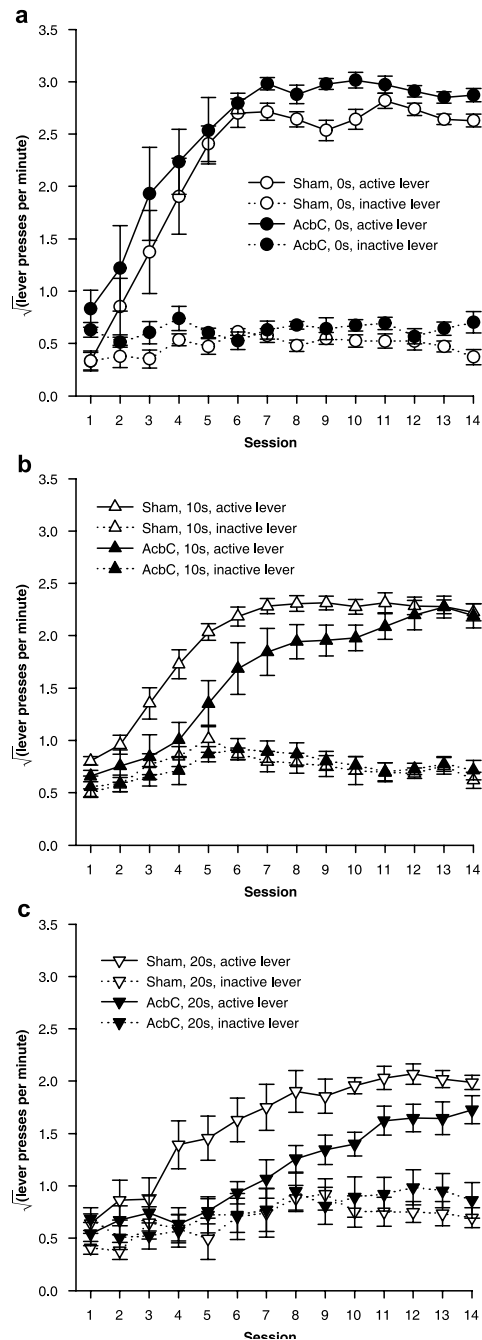 a
3.5
3.0
2.5
2.0
1.5
1.0
0.5
0.0
√(lever presses per minute)
Sham, 0s, active lever
Sham, 0s, inactive lever
AcbC, 0s, active lever
AcbC, 0s, inactive lever
1 2 3 4 5 6 7 8 9 10 11 12 13 14
Session
b
3.5
3.0
2.5
2.0
1.5
1.0
0.5
0.0
√(lever presses per minute)
Sham, 10s, active lever
Sham, 10s, inactive lever
AcbC, 10s, active lever
AcbC, 10s, inactive lever
1 2 3 4 5 6 7 8 9 10 11 12 13 14
Session
c
3.5
3.0
2.5
2.0
1.5
1.0
0.5
0.0
√(lever presses per minute)
Sham, 20s, active lever
Sham, 20s, inactive lever
AcbC, 20s, active lever
AcbC, 20s, inactive lever
1 2 3 4 5 6 7 8 9 10 11 12 13 14
Session